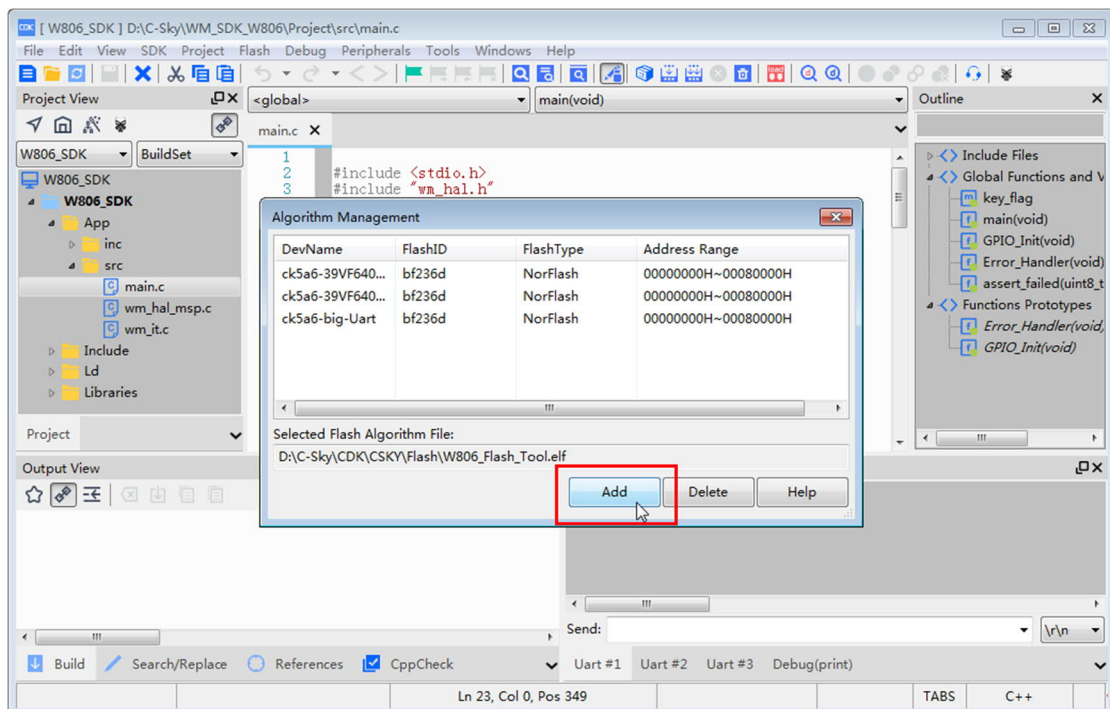 CDK [ W806_SDK ] D:\C-Sky\WM_SDK_W806\Project\src\main.c
File Edit View SDK Project Flash Debug Peripherals Tools Windows Help
Project View
<global>
main(void)
Outline
main.c
W806_SDK
BuildSet
W806_SDK
W806_SDK
App
inc
src
main.c
wm_hal_msp.c
wm_it.c
Include
Ld
Libraries
Project
1
2 #include <stdio.h>
3 #include "wm_hal.h"
Include Files
Global Functions and V
key_flag
main(void)
GPIO_Init(void)
Error_Handler(void)
assert_failed(uint8_t
Functions Prototypes
Error_Handler(void,
GPIO_Init(void)
Algorithm Management
DevName FlashID FlashType Address Range
ck5a6-39VF640... bf236d NorFlash 00000000H~00080000H
ck5a6-39VF640... bf236d NorFlash 00000000H~00080000H
ck5a6-big-Uart bf236d NorFlash 00000000H~00080000H
Selected Flash Algorithm File:
D:\C-Sky\CDK\CSKY\Flash\W806_Flash_Tool.elf
Add Delete Help
Output View
Send:
\r\n
Build Search/Replace References CppCheck
Uart #1 Uart #2 Uart #3 Debug(print)
Ln 23, Col 0, Pos 349
TABS C++